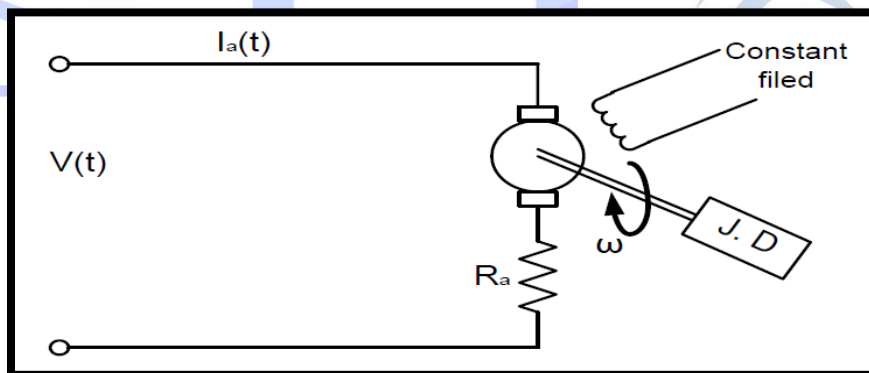 Iₐ(t)
Constant
filed
V(t)
J. D
ω
Rₐ